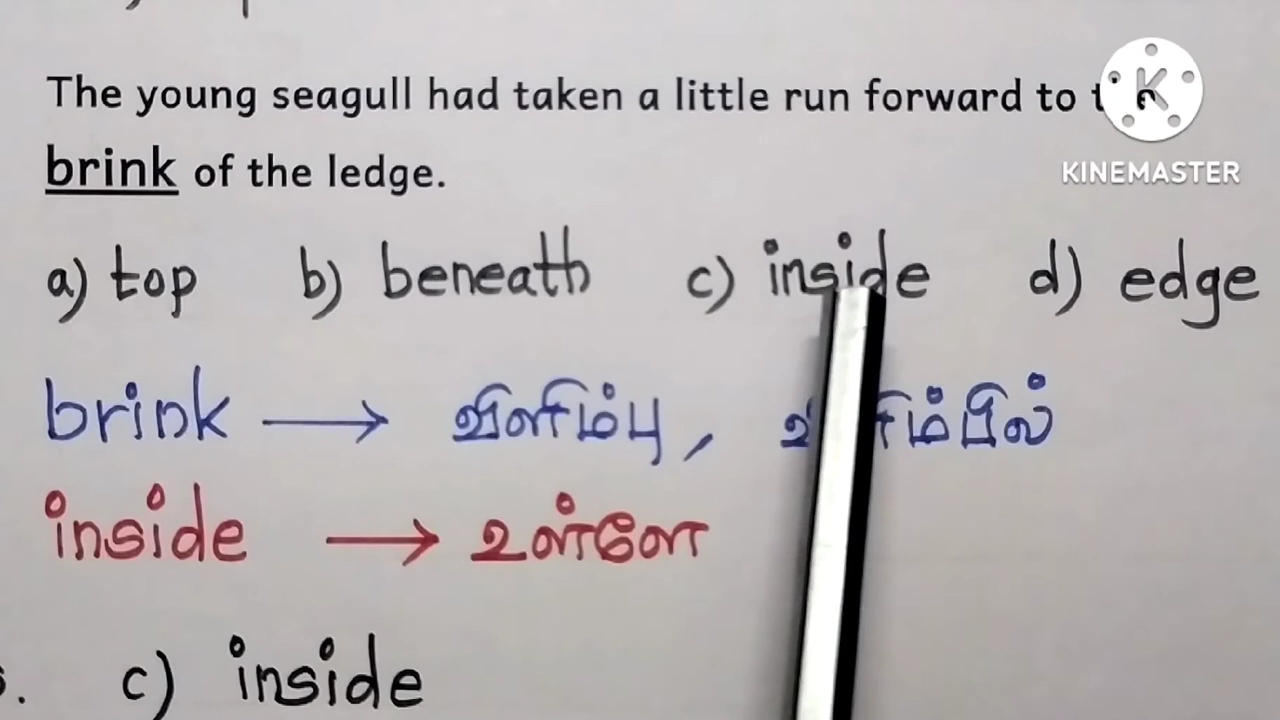 The young seagull had taken a little run forward to
brink of the ledge.
KINEMASTER
a) top b) beneath c) inside d) edge
brink → விளிம்பு,
inside → உள்ளே
c) inside